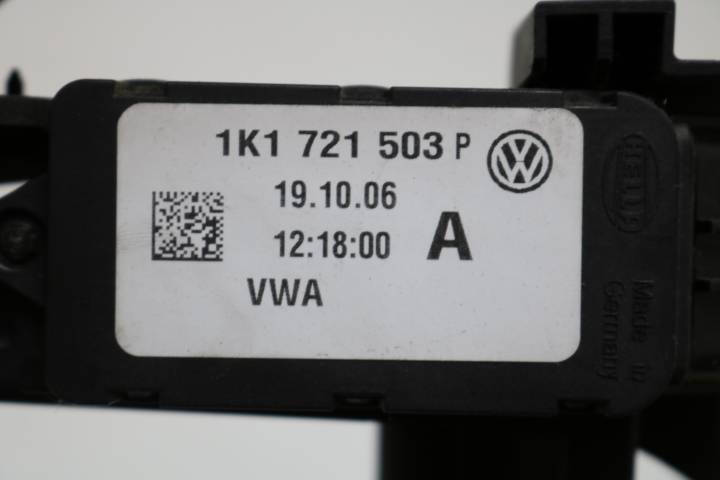 1K1 721 503 P
19.10.06
12:18:00
A
VWA
HELLA
Made in
Germany